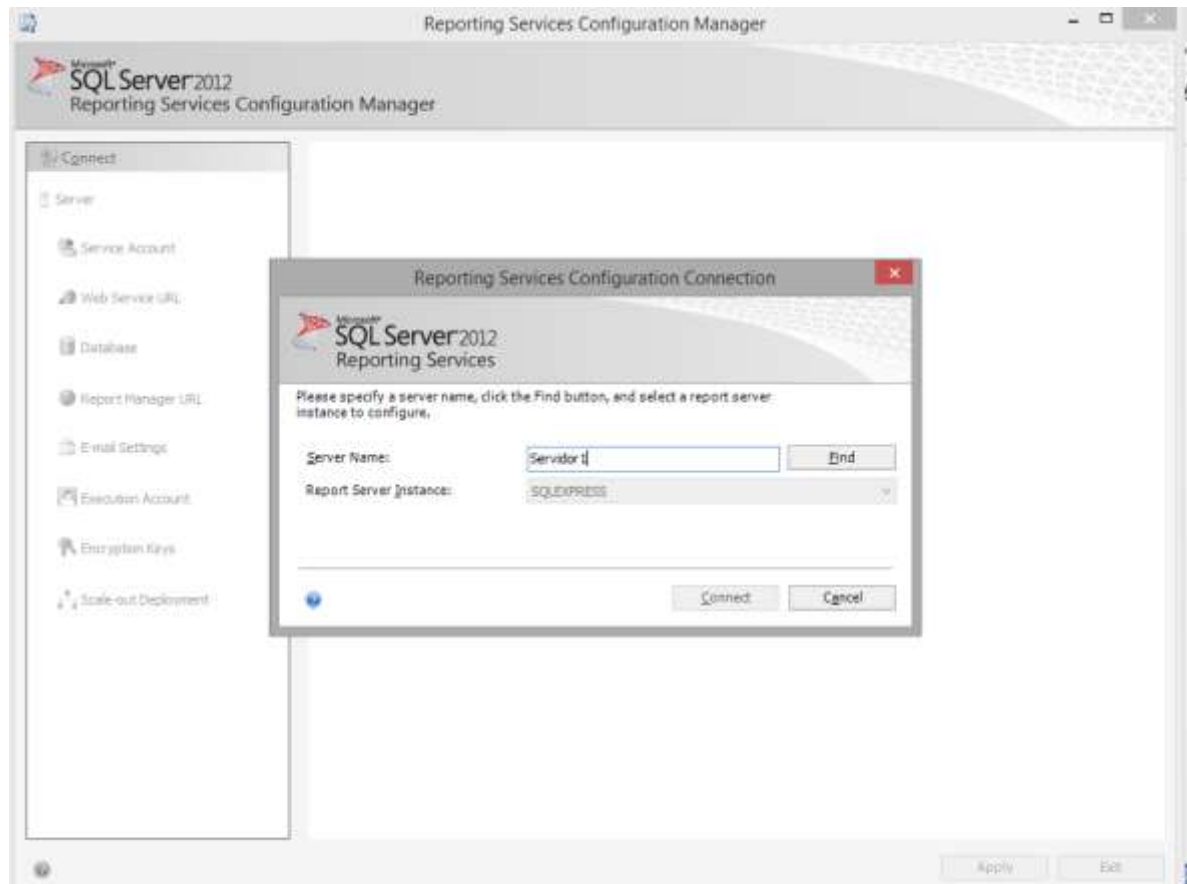 Reporting Services Configuration Manager
Microsoft
SQL Server 2012
Reporting Services Configuration Manager
Connect
Server
Service Account
Web Service URL
Database
Report Manager URL
E-mail Settings
Execution Account
Encryption Keys
Scale-out Deployment
Reporting Services Configuration Connection
Microsoft
SQL Server 2012
Reporting Services
Please specify a server name, click the Find button, and select a report server
instance to configure.
Server Name:
Servidor1
Find
Report Server Instance:
SQLEXPRESS
Connect
Cancel
Apply
Exit